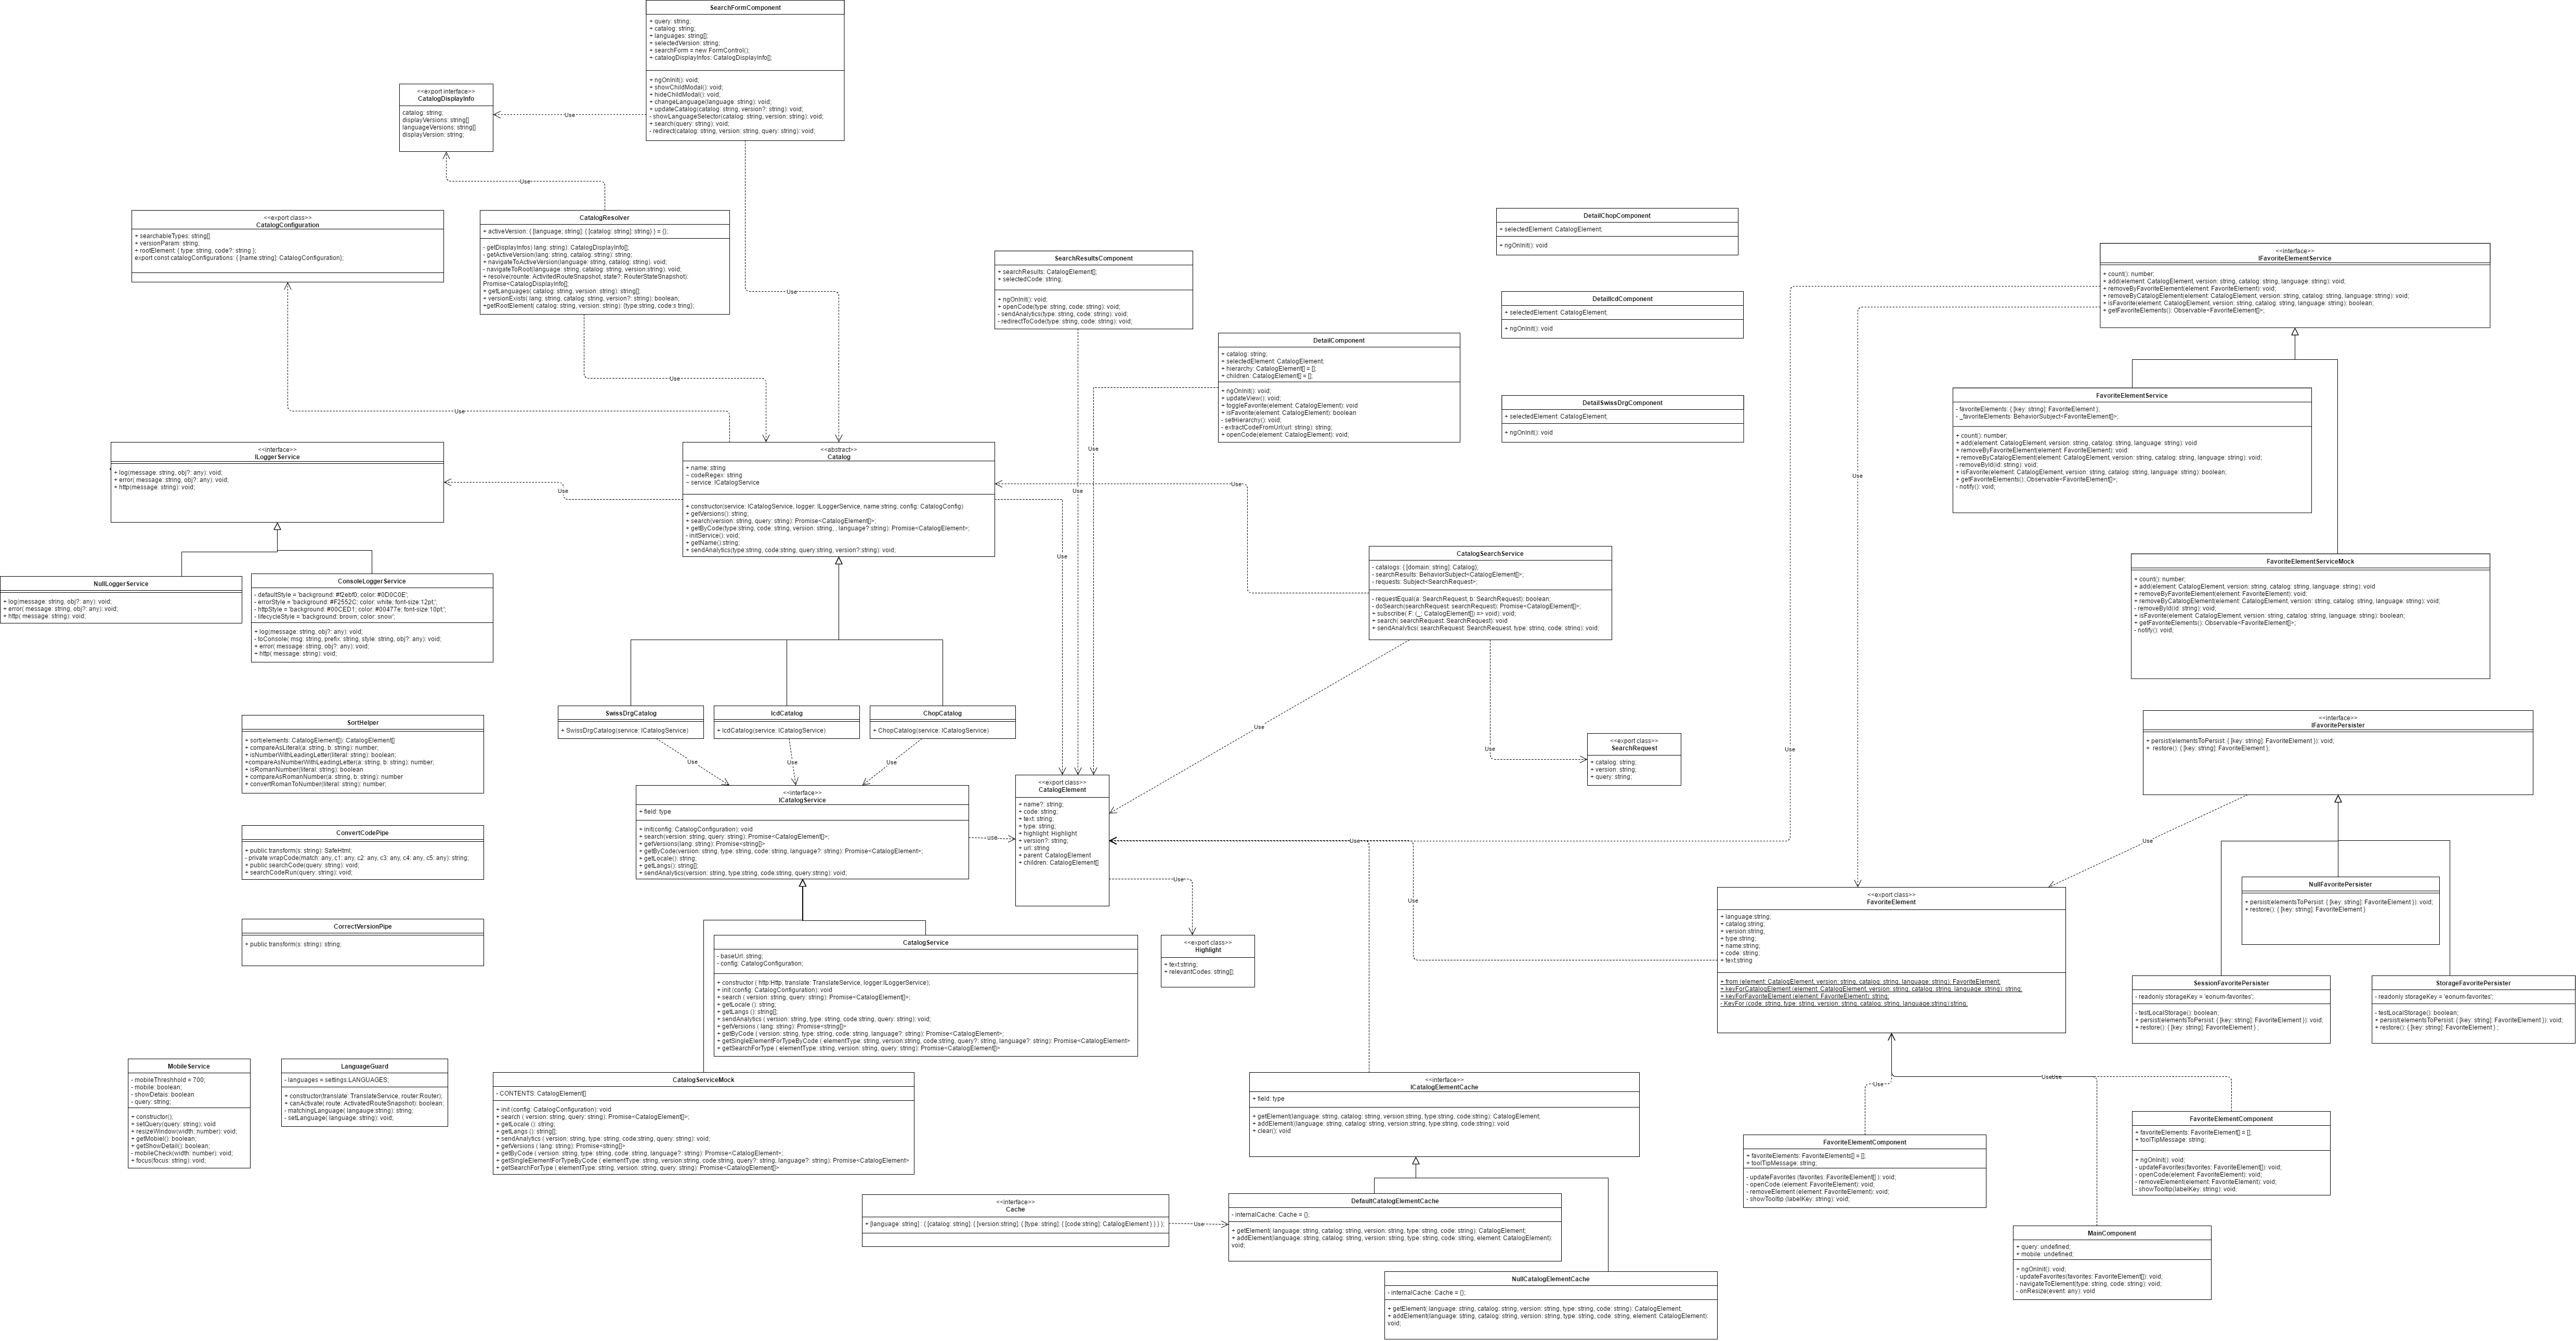 SearchFormComponent
+ query: string;
+ catalog: string;
+ languages: string[];
+ selectedVersion: string;
+ searchForm = new FormControl();
+ catalogDisplayInfos: CatalogDisplayInfo[];
+ ngOnInit(): void;
+ showChildModal(): void;
+ hideChildModal(): void;
+ changeLanguage(language: string): void;
+ updateCatalog(catalog: string, version?: string): void;
- showLanguageSelector(catalog: string, version: string): void;
+ search(query: string): void;
- redirect(catalog: string, version: string, query: string): void;
<<export interface>>
CatalogDisplayInfo
catalog: string;
displayVersions: string[]
languageVersions: string[]
displayVersion: string;
Use
Use
<<export class>>
CatalogConfiguration
+ searchableTypes: string[]
+ versionParam: string;
+ rootElement: { type: string, code?: string };
export const catalogConfigurations: { [name:string]: CatalogConfiguration};
CatalogResolver
+ activeVersion: { [language; string]: { [catalog: string]: string} } = {};
- getDisplayInfos) lang: string): CatalogDisplayInfo[];
- getActiveVersion(lang: string, catalog: string): string;
+ navigateToActiveVersion(language: string, catalog: string). void;
- navigateToRoot(language: string, catalog: string, version:string). void;
+ resolve(rounte: ActivitedRouteSnapshot, state?: RouterStateSnapshot):
Promise<CatalogDisplayInfo[];
+ getLanguages( catalog: string, version: string): string[];
+ versionExists( lang: string, catalog: string, version?: string): boolean;
+getRootElement( catalog: string, version: string): {type: string, code:s tring};
Use
Use
Use
SearchResultsComponent
+ searchResults: CatalogElement[];
+ selectedCode: string;
+ ngOnInit(): void;
+ openCode(type: string, code: string): void;
- sendAnalytics(type: string, code: string): void;
- redirectToCode(type: string, code: string): void;
DetailComponent
+ catalog: string;
+ selectedElement: CatalogElement;
+ hierarchy: CatalogElement[] = [];
+ children: CatalogElement[] = [];
+ ngOnInit(): void;
+ updateView(): void;
+ toggleFavorite(element: CatalogElement): void
+ isFavorite(element: CatalogElement): boolean
- setHierarchy(): void;
- extractCodeFromUrl(url: string): string;
+ openCode(element: CatalogElement): void;
DetailChopComponent
+ selectedElement: CatalogElement;
+ ngOnInit(): void
DetailIcdComponent
+ selectedElement: CatalogElement;
+ ngOnInit(): void
DetailSwissDrgComponent
+ selectedElement: CatalogElement;
+ ngOnInit(): void
<<interface>>
IFavoriteElementService
+ count(): number;
+ add(element: CatalogElement, version: string, catalog: string, language: string): void;
+ removeByFavoriteElement(element: FavoriteElement): void;
+ removeByCatalogElement(element: CatalogElement, version: string, catalog: string, language: string): void;
+ isFavorite(element: CatalogElement, version: string, catalog: string, language: string): boolean;
+ getFavoriteElements(): Observable<FavoriteElement[]>;
FavoriteElementService
- favoriteElements: { [key: string]: FavoriteElement };
- _favoriteElements: BehaviorSubject<FavoriteElement[]>;
+ count(): number;
+ add(element: CatalogElement, version: string, catalog: string, language: string): void
+ removeByFavoriteElement(element: FavoriteElement): void
+ removeByCatalogElement(element: CatalogElement, version: string, catalog: string, language: string): void;
- removeById(id: string): void;
+ isFavorite(element: CatalogElement, version: string, catalog: string, language: string): boolean;
+ getFavoriteElements(): Observable<FavoriteElement[]>;
- notify(): void;
<<interface>>
ILoggerService
+ log(message: string, obj?: any): void;
+ error( message: string, obj?: any): void;
+ http(message: string): void;
Use
<<abstract>>
Catalog
+ name: string
~ codeRegex: string
~ service: ICatalogService
+ constructor(service: ICatalogService, logger: ILoggerService, name:string, config: CatalogConfig)
+ getVersions(): string;
+ search(version: string, query: string): Promise<CatalogElement[]>;
+ getByCode(type:string, code: string, version: string, , language?:string): Promise<CatalogElement>;
- initService(): void;
+ getName():string;
+ sendAnalytics(type:string, code:string, query:string, version?:string): void;
Use
Use
Use
Use
Use
CatalogSearchService
- catalogs: { [domain: string]: Catalog};
- searchResults: BehaviorSubject<CatalogElement[]>;
- requests: Subject<SearchRequest>;
- requestEqual(a: SearchRequest, b: SearchRequest): boolean;
- doSearch(searchRequest: searchRequest): Promise<CatalogElement[]>;
+ subscribe( F: (_: CatalogElement[]) => void): void;
+ search( searchRequest: SearchRequest): void
+ sendAnalytics( searchRequest: SearchRequest, type: string, code: string): void;
FavoriteElementServiceMock
+ count(): number;
+ add(element: CatalogElement, version: string, catalog: string, language: string): void
+ removeByFavoriteElement(element: FavoriteElement): void
+ removeByCatalogElement(element: CatalogElement, version: string, catalog: string, language: string): void;
- removeById(id: string): void;
+ isFavorite(element: CatalogElement, version: string, catalog: string, language: string): boolean;
+ getFavoriteElements(): Observable<FavoriteElement[]>;
- notify(): void;
NullLoggerService
+ log(message: string, obj?: any): void;
+ error( message: string, obj?: any): void;
+ http( message: string): void;
ConsoleLoggerService
- defaultStyle = 'background: #f2ebf0; color: #0D0C0E';
- errorStyle = 'background: #F2552C; color: white; font-size:12pt;';
- httpStyle = 'background: #00CED1; color: #00477e; font-size:10pt;';
- lifecycleStyle = 'background: brown; color: snow';
+ log(message: string, obj?: any): void;
- toConsole( msg: string, prefix: string, style: string, obj?: any): void;
+ error( message: string, obj?: any): void;
+ http( message: string): void;
SwissDrgCatalog
+ SwissDrgCatalog(service: ICatalogService)
IcdCatalog
+ IcdCatalog(service: ICatalogService)
ChopCatalog
+ ChopCatalog(service: ICatalogService)
Use
Use
Use
Use
Use
Use
<<export class>>
SearchRequest
+ catalog: string;
+ version: string;
+ query: string;
<<interface>>
IFavoritePersister
+ persist(elementsToPersist: { [key: string]: FavoriteElement }): void;
+  restore(): { [key: string]: FavoriteElement };
SortHelper
+ sort(elements: CatalogElement[]): CatalogElement[]
+ compareAsLiteral(a: string, b: string): number;
+ isNumberWithLeadingLetter(literal: string): boolean;
+compareAsNumberWithLeadingLetter(a: string, b: string): number;
+ isRomanNumber(literal: string): boolean
+ compareAsRomanNumber(a: string, b: string): number
+ convertRomanToNumber(literal: string): number;
<<interface>>
ICatalogService
+ field: type
+ init(config: CatalogConfiguration): void
+ search(version: string, query: string): Promise<CatalogElement[]>;
+ getVersions(lang: string): Promise<string[]>
+ getByCode(version: string, type: string, code: string, language?: string): Promise<CatalogElement>;
+ getLocale(): string;
+ getLangs(): string[];
+ sendAnalytics(version: string, type:string, code:string, query:string): void;
use
<<export class>>
CatalogElement
+ name?: string;
+ code: string;
+ text: string;
+ type: string;
+ highlight: Highlight
+ version?: string;
+ url: string
+ parent: CatalogElement
+ children: CatalogElement[]
Use
Use
Use
Use
Use
ConvertCodePipe
+ public transform(s: string): SafeHtml;
- private wrapCode(match: any, c1: any, c2: any, c3: any, c4: any, c5: any): string;
+ public searchCode(query: string): void;
+ searchCodeRun(query: string): void;
CorrectVersionPipe
+ public transform(s: string): string;
CatalogService
- baseUrl: string;
- config: CatalogConfiguration;
+ constructor ( http:Http, translate: TranslateService, logger:ILoggerService);
+ init (config: CatalogConfiguration): void
+ search ( version: string, query: string): Promise<CatalogElement[]>;
+ getLocale (): string;
+ getLangs (): string[];
+ sendAnalytics ( version: string, type: string, code:string, query: string): void;
+ getVersions ( lang: string): Promise<string[]>
+ getByCode ( version: string, type: string, code: string, language?: string): Promise<CatalogElement>;
+ getSingleElementForTypeByCode ( elementType: string, version:string, code:string, query?: string, language?: string): Promise<CatalogElement>
+ getSearchForType ( elementType: string, version: string, query: string): Promise<CatalogElement[]>
<<export class>>
Highlight
+ text:string;
+ relevantCodes: string[];
<<export class>>
FavoriteElement
+ language:string;
+ catalog:string;
+ version:string;
+ type:string;
+ name:string;
+ code: string;
+ text:string
+ from (element: CatalogElement, version: string, catalog: string, language: string): FavoriteElement;
+ keyForCatalogElement (element: CatalogElement, version: string, catalog: string, language: string): string;
+ keyForFavoriteElement (element: FavoriteElement): string;
- KeyFor (code: string, type: string, version: string, catalog: string, language:string):string;
NullFavoritePersister
+ persist(elementsToPersist: { [key: string]: FavoriteElement }): void;
+ restore(): { [key: string]: FavoriteElement }
SessionFavoritePersister
- readonly storageKey = 'eonum-favorites';
- testLocalStorage(): boolean;
+ persist(elementsToPersist: { [key: string]: FavoriteElement }): void;
+ restore(): { [key: string]: FavoriteElement } ;
StorageFavoritePersister
- readonly storageKey = 'eonum-favorites';
- testLocalStorage(): boolean;
+ persist(elementsToPersist: { [key: string]: FavoriteElement }): void;
+ restore(): { [key: string]: FavoriteElement } ;
MobileService
- mobileThreshhold = 700;
- mobile: boolean;
- showDetais: boolean
- query: string;
+ constructor();
+ setQuery(query: string): void
+ resizeWindow(width: number): void;
+ getMobiel(): boolean;
+ getShowDetail(): boolean;
- mobileCheck(width: number): void;
+ focus(focus: string): void;
LanguageGuard
- languages = settings:LANGUAGES;
+ constructor(translate: TranslateService, router:Router);
+ canActivate( route: ActivatedRouteSnapshot): boolean;
- matchingLanguage( langauge:string): string;
- setLanguage( language: string): void;
CatalogServiceMock
- CONTENTS: CatalogElement[]
+ init (config: CatalogConfiguration): void
+ search ( version: string, query: string): Promise<CatalogElement[]>;
+ getLocale (): string;
+ getLangs (): string[];
+ sendAnalytics ( version: string, type: string, code:string, query: string): void;
+ getVersions ( lang: string): Promise<string[]>
+ getByCode ( version: string, type: string, code: string, language?: string): Promise<CatalogElement>;
+ getSingleElementForTypeByCode ( elementType: string, version:string, code:string, query?: string, language?: string): Promise<CatalogElement>
+ getSearchForType ( elementType: string, version: string, query: string): Promise<CatalogElement[]>
<<interface>>
ICatalogElementCache
+ field: type
+ getElement(language: string, catalog: string, version:string, type:string, code:string): CatalogElement;
+ addElement((language: string, catalog: string, version:string, type:string, code:string): void
+ clear(): void
Use
UseUse
FavoriteElementComponent
+ favoriteElements: FavoriteElements[] = [];
+ toolTipMessage: string;
- updateFavorites (favorites: FavoriteElement[] ): void;
- openCode (element: FavoriteElement): void;
- removeElement (element: FavoriteElement): void;
- showTooltip (labelKey: string): void;
FavoriteElementComponent
+ favoriteElements: FavoriteElement[] = [];
+ toolTipMessage: string;
+ ngOnInit(): void;
- updateFavorites(favorites: FavoriteElement[]): void;
- openCode(element: FavoriteElement): void;
- removeElement(element: FavoriteElement): void;
- showTooltip(labelKey: string): void;
<<interface>>
Cache
+ [language: string] : { [catalog: string]: { [version:string]: { [type: string]: { [code:string]: CatalogElement } } } };
Use
DefaultCatalogElementCache
- internalCache: Cache = {};
+ getElement( language: string, catalog: string, version: string, type: string, code: string): CatalogElement;
+ addElement(language: string, catalog: string, version: string, type: string, code: string, element: CatalogElement):
void;
MainComponent
+ query: undefined;
+ mobile: undefined;
+ ngOnInit(): void;
- updateFavorites(favorites: FavoriteElement[]): void;
- navigateToElement(type: string, code: string): void;
- onResize(event: any): void
NullCatalogElementCache
- internalCache: Cache = {};
+ getElement( language: string, catalog: string, version: string, type: string, code: string): CatalogElement;
+ addElement(language: string, catalog: string, version: string, type: string, code: string, element: CatalogElement):
void;